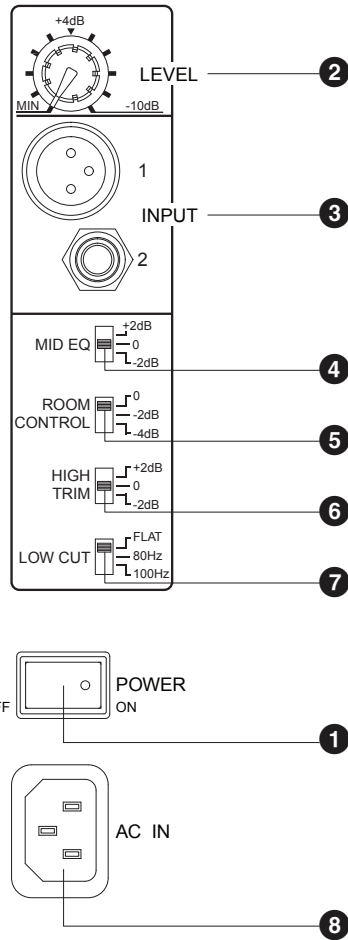 +4dB
LEVEL 2
MIN -10dB
1
INPUT 3
2
+2dB
MID EQ 0
-2dB
4
0
ROOM CONTROL -2dB
-4dB
5
+2dB
HIGH TRIM 0
-2dB
6
FLAT
LOW CUT 80Hz
100Hz
7
POWER
ON
1
AC IN
8